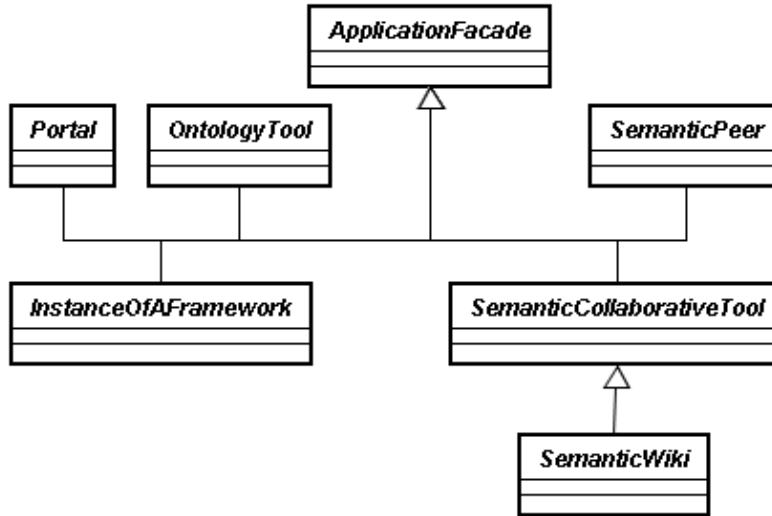 ApplicationFacade
Portal
OntologyTool
SemanticPeer
InstanceOfAFramework
SemanticCollaborativeTool
SemanticWiki